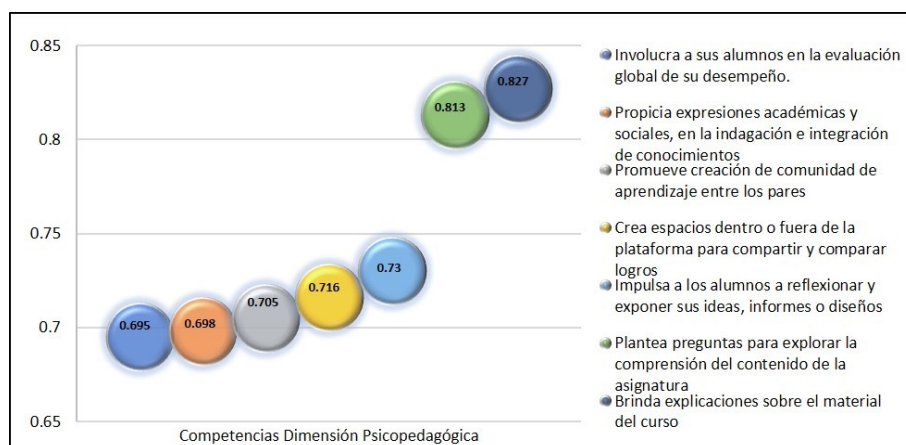 0.85
0.8
0.75
0.7
0.65
0.695
0.698
0.705
0.716
0.73
0.813
0.827
Competencias Dimensión Psicopedagógica
Involucra a sus alumnos en la evaluación
global de su desempeño.
Propicia expresiones académicas y
sociales, en la indagación e integración
de conocimientos
Promueve creación de comunidad de
aprendizaje entre los pares
Crea espacios dentro o fuera de la
plataforma para compartir y comparar
logros
Impulsa a los alumnos a reflexionar y
exponer sus ideas, informes o diseños
Plantea preguntas para explorar la
comprensión del contenido de la
asignatura
Brinda explicaciones sobre el material
del curso